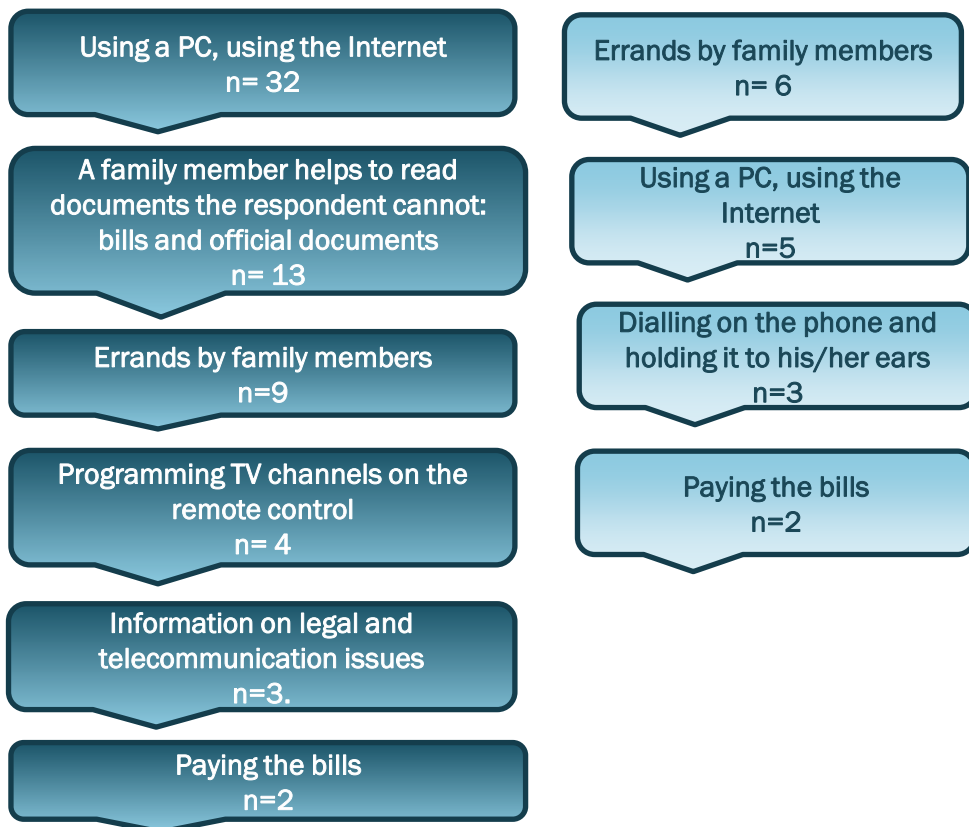 Using a PC, using the Internet
n= 32
A family member helps to read
documents the respondent cannot:
bills and official documents
n= 13
Errands by family members
n=9
Programming TV channels on the
remote control
n= 4
Information on legal and
telecommunication issues
n=3.
Paying the bills
n=2
Errands by family members
n= 6
Using a PC, using the
Internet
n=5
Dialling on the phone and
holding it to his/her ears
n=3
Paying the bills
n=2